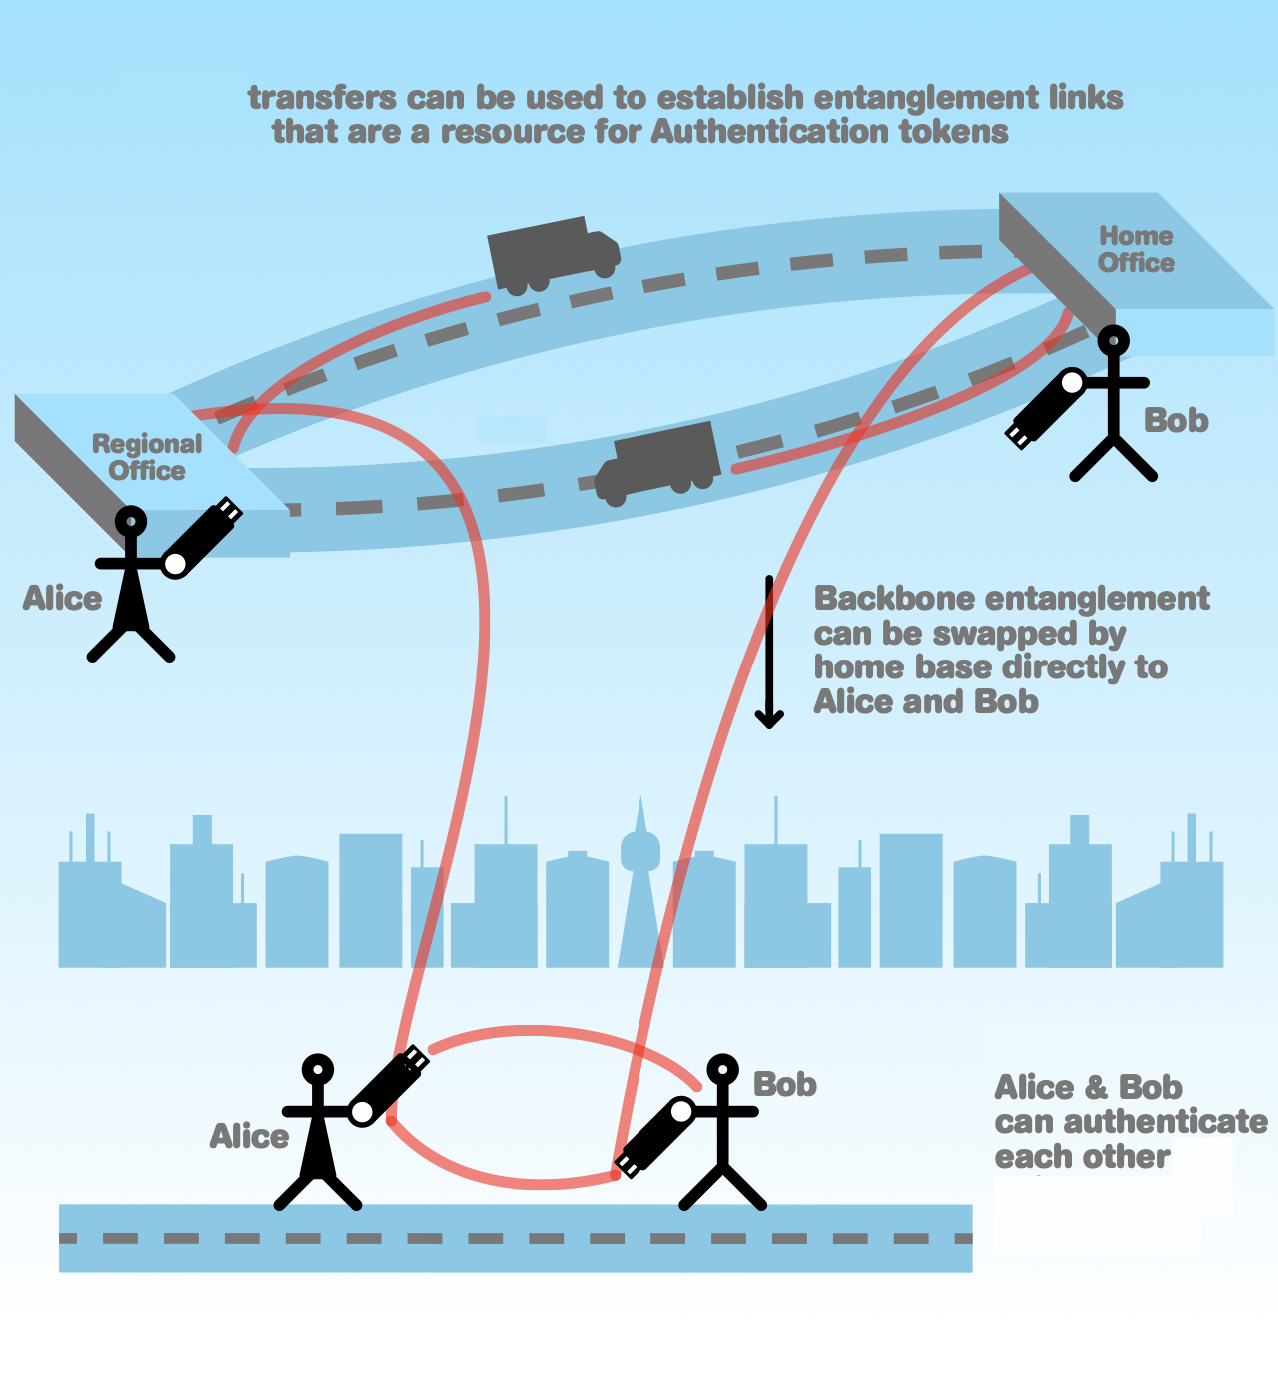 transfers can be used to establish entanglement links
that are a resource for Authentication tokens
Home
Office
Bob
Regional
Office
Alice
Backbone entanglement
can be swapped by
home base directly to
Alice and Bob
Bob
Alice
Alice & Bob
can authenticate
each other